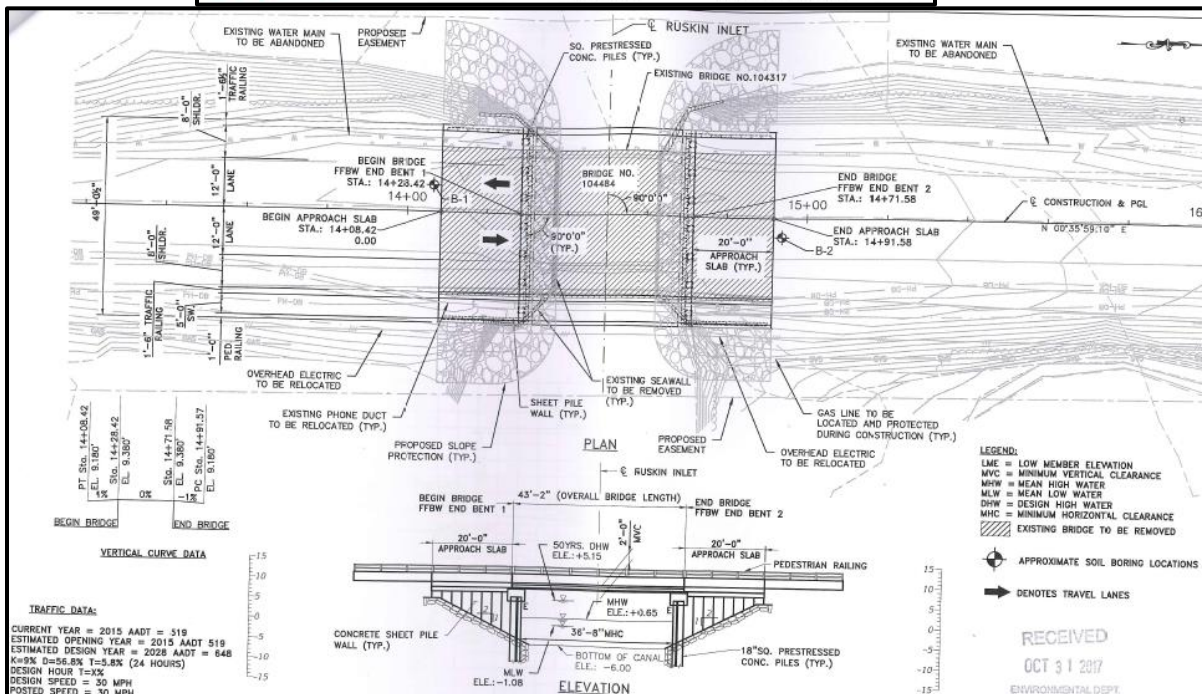 EXISTING WATER MAIN
TO BE ABANDONED
PROPOSED
EASEMENT
℄ RUSKIN INLET
SQ. PRESTRESSED
CONC. PILES (TYP.)
EXISTING BRIDGE NO.104317
EXISTING WATER MAIN
TO BE ABANDONED
1'-6½"
TRAFFIC
RAILING
8'-0"
SHLDR.
12'-0"
LANE
49'-0½"
12'-0"
LANE
8'-0"
SHLDR.
1'-6" TRAFFIC
RAILING
5'-0"
SW.
1'-0"
PED
RAILING
BEGIN BRIDGE
FFBW END BENT 1
STA.: 14+28.42
14+00
B-1
BEGIN APPROACH SLAB
STA.: 14+08.42
0.00
BRIDGE NO.
104484
90°0'0"
90°0'0"
(TYP.)
END BRIDGE
FFBW END BENT 2
STA.: 14+71.58
15+00
END APPROACH SLAB
STA.: 14+91.58
B-2
20'-0"
APPROACH
SLAB (TYP.)
℄ CONSTRUCTION & PGL
N 00°35'59.10" E
16
OVERHEAD ELECTRIC
TO BE RELOCATED
EXISTING PHONE DUCT
TO BE RELOCATED (TYP.)
PROPOSED SLOPE
PROTECTION (TYP.)
SHEET PILE
WALL (TYP.)
EXISTING SEAWALL
TO BE REMOVED
(TYP.)
PLAN
PROPOSED
EASEMENT
OVERHEAD ELECTRIC
TO BE RELOCATED
GAS LINE TO BE
LOCATED AND PROTECTED
DURING CONSTRUCTION (TYP.)
PT Sta. 14+08.42
EL. 9.180'
Sta. 14+28.42
EL. 9.380'
Sta. 14+71.58
EL. 9.380'
PC Sta. 14+91.57
EL. 9.180'
1% 0% -1%
BEGIN BRIDGE
END BRIDGE
VERTICAL CURVE DATA
TRAFFIC DATA:
CURRENT YEAR = 2015 AADT = 519
ESTIMATED OPENING YEAR = 2015 AADT 519
ESTIMATED DESIGN YEAR = 2028 AADT = 648
K=9% D=56.8% T=5.8% (24 HOURS)
DESIGN HOUR T=X%
DESIGN SPEED = 30 MPH
POSTED SPEED = 30 MPH
15
10
5
0
-5
-10
-15
℄ RUSKIN INLET
BEGIN BRIDGE
FFBW END BENT 1
43'-2" (OVERALL BRIDGE LENGTH)
END BRIDGE
FFBW END BENT 2
20'-0"
APPROACH SLAB
50YRS. DHW
ELE.:+5.15
2'-0"
MVC
20'-0"
APPROACH SLAB
PEDESTRIAN RAILING
MHW
ELE.:+0.65
CONCRETE SHEET PILE
WALL (TYP.)
36'-8" MHC
BOTTOM OF CANAL
ELE: -6.00
18"SQ. PRESTRESSED
CONC. PILES (TYP.)
MLW
ELE.:-1.08
ELEVATION
15
10
5
0
-5
-10
-15
LEGEND:
LME = LOW MEMBER ELEVATION
MVC = MINIMUM VERTICAL CLEARANCE
MHW = MEAN HIGH WATER
MLW = MEAN LOW WATER
DHW = DESIGN HIGH WATER
MHC = MINIMUM HORIZONTAL CLEARANCE
EXISTING BRIDGE TO BE REMOVED
APPROXIMATE SOIL BORING LOCATIONS
DENOTES TRAVEL LANES
RECEIVED
OCT 31 2017
ENVIRONMENTAL DEPT.